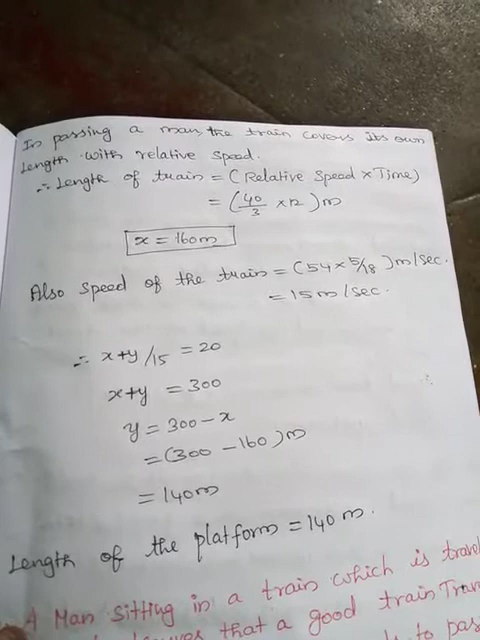 In passing a man the train covers its own
length with relative speed.
∴ Length of train = (Relative Speed × Time)
= (40/3 × 12) m
x = 160m
Also Speed of the train = (54 × 5/18) m/sec.
= 15 m/sec.
∴ x+y/15 = 20
x+y = 300
y = 300 - x
= (300 - 160) m
= 140m
Length of the platform = 140 m.
A Man Sitting in a train which is travel
that a good train Tran
to pas